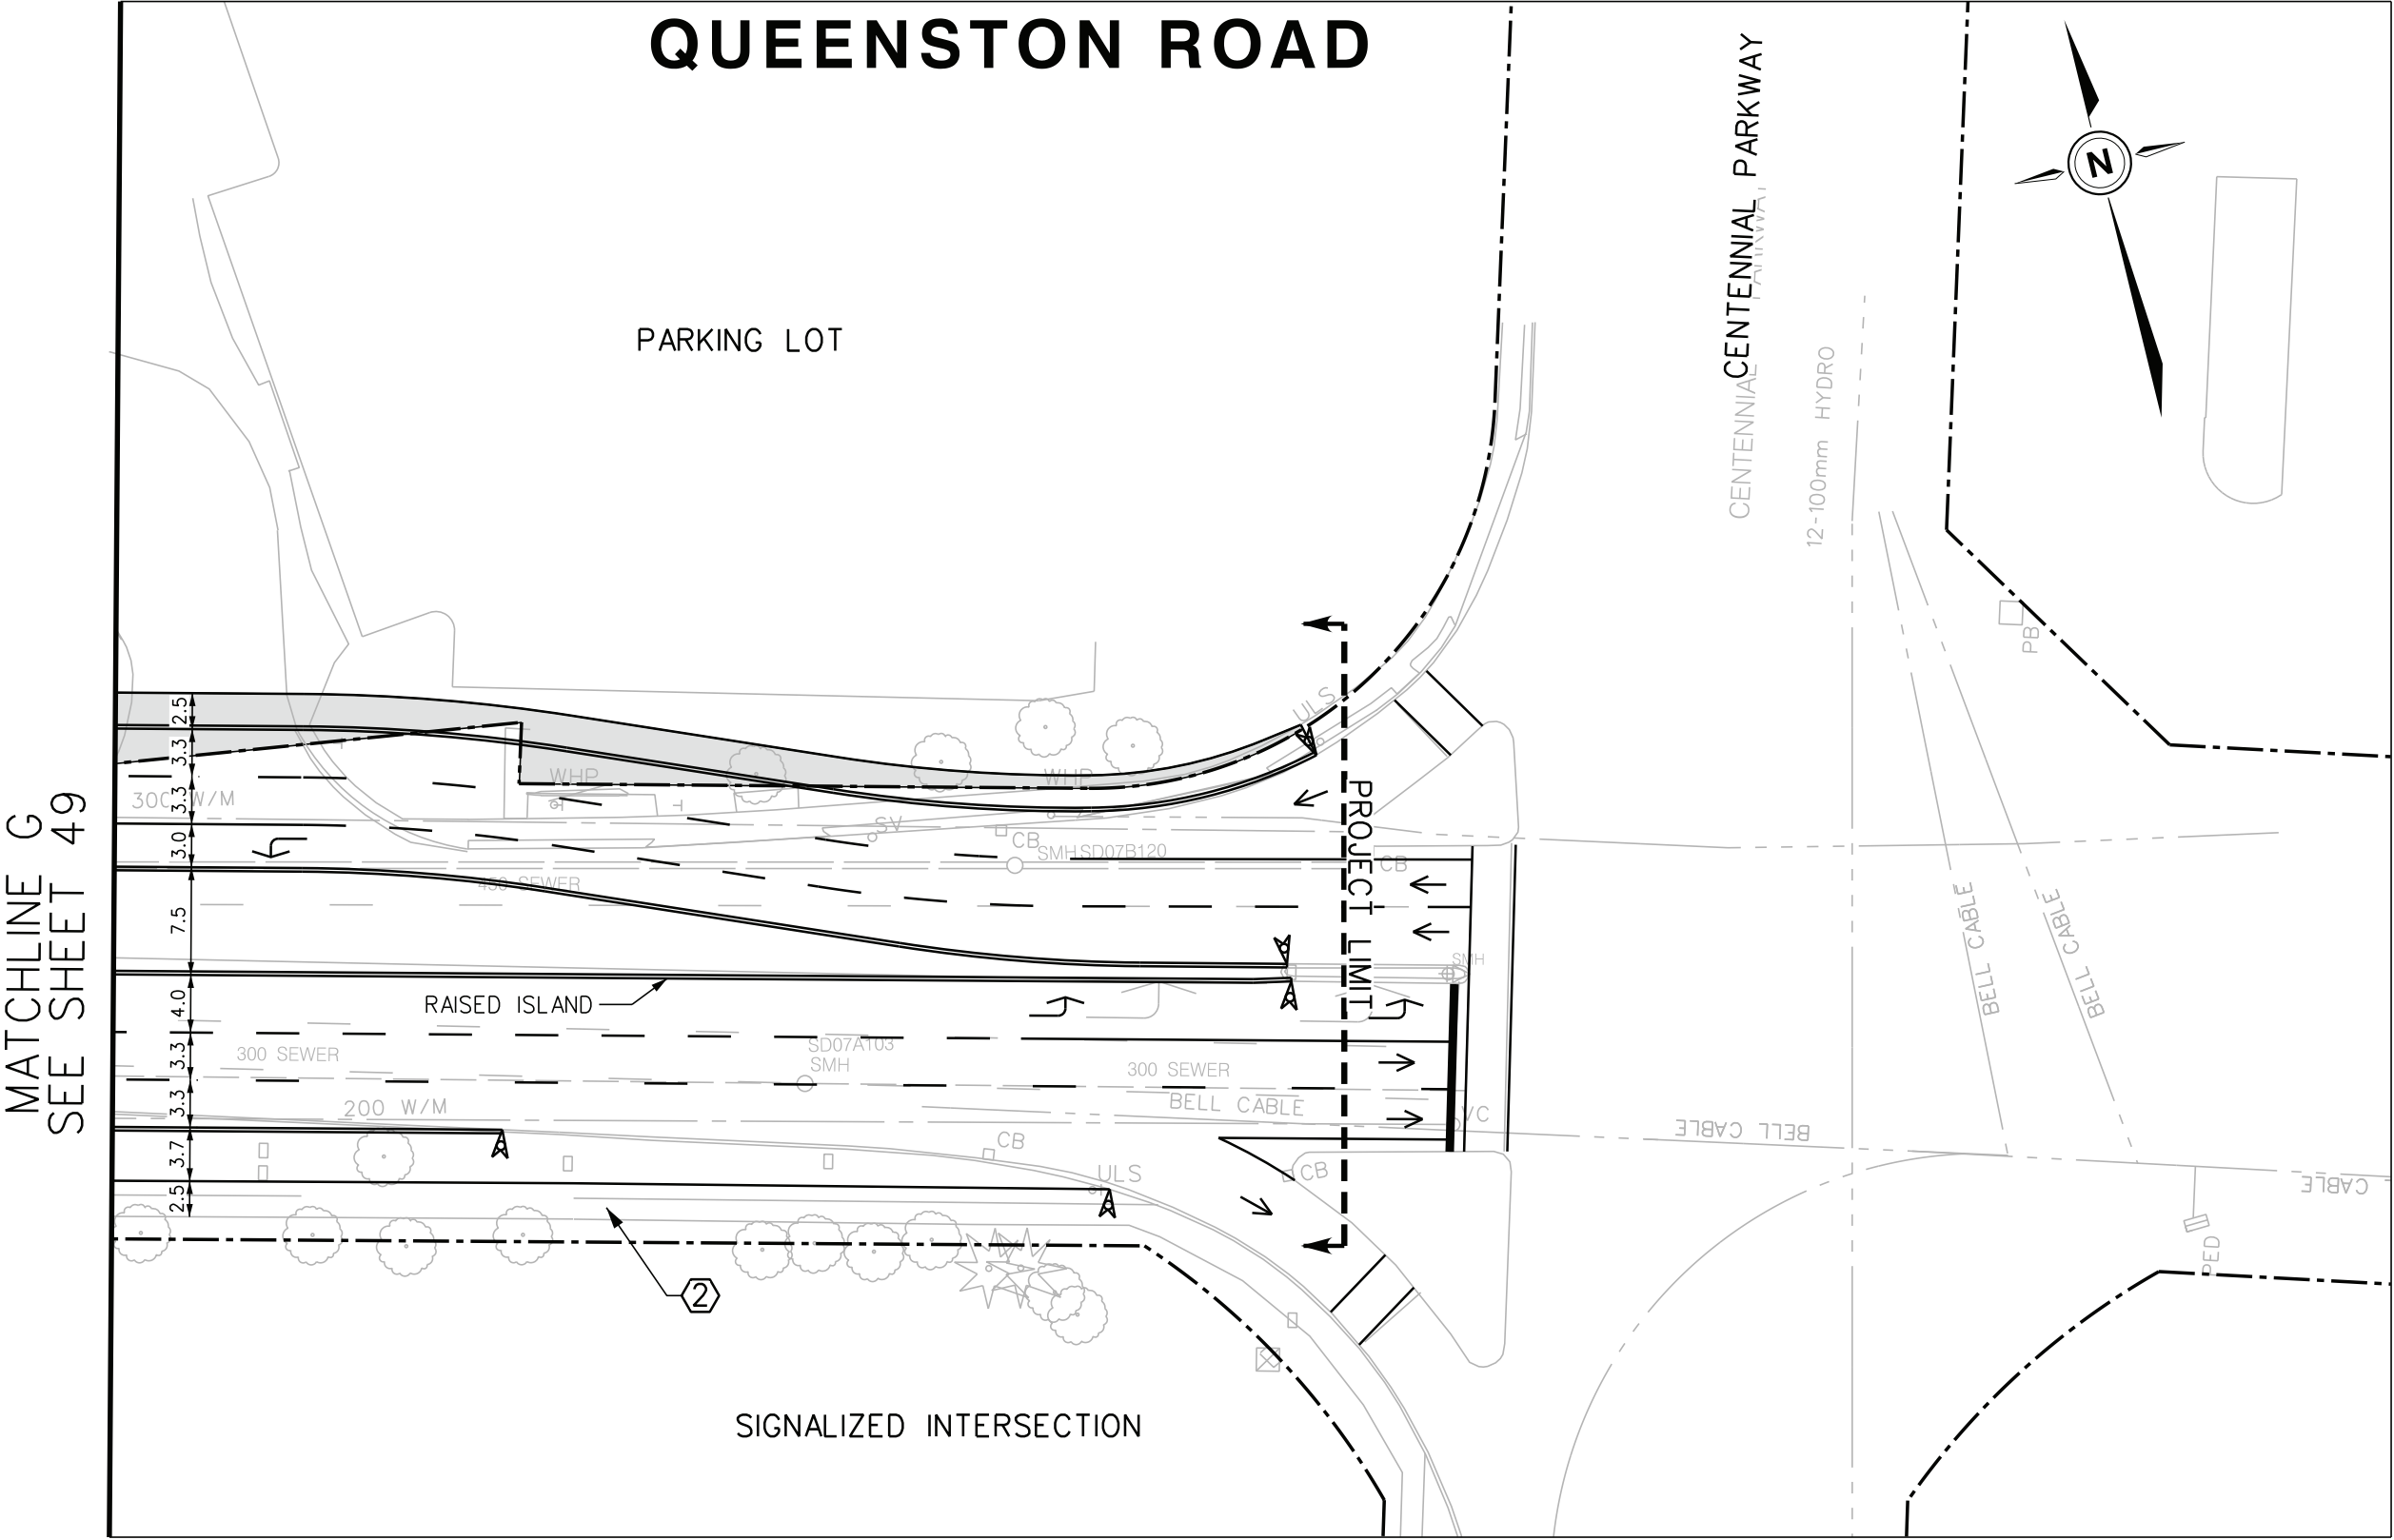 QUEENSTON ROAD
CENTENNIAL PARKWAY
CENTENNIAL PARKWAY
N
PARKING LOT
12-100mm HYDRO
PB
ULS
2.5
3.3
3.3
3.0
7.5
4.0
3.3
3.3
3.7
2.5
WHP
WHP
300 W/M
SV
CB
SMH SD07B120
CB
450 SEWER
PROJECT LIMIT
MATCHLINE G
SEE SHEET 49
BELL CABLE
BELL CABLE
SMH
RAISED ISLAND
300 SEWER
SD07A103
SMH
300 SEWER
200 W/M
BELL CABLE
VC
BELL CABLE
CB
ULS
CB
CABLE
PED
2
SIGNALIZED INTERSECTION